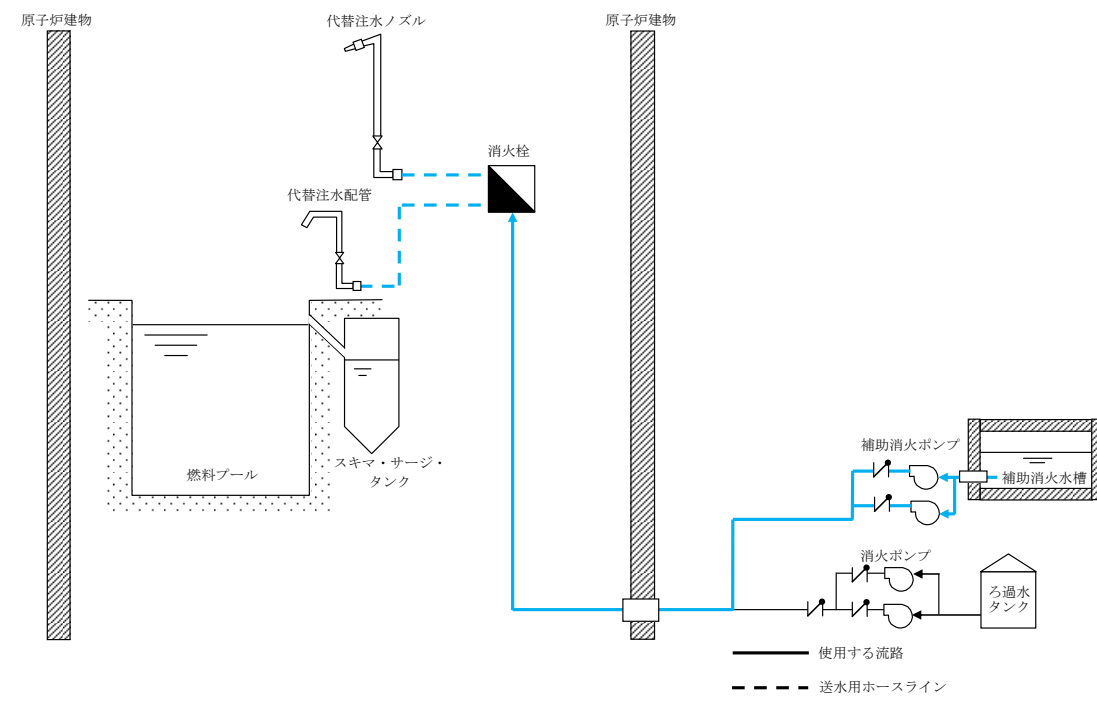 原子炉建物
代替注水ノズル
原子炉建物
消火栓
代替注水配管
補助消火ポンプ
スキマ・サージ・
タンク
燃料プール
補助消火水槽
消火ポンプ
ろ過水
タンク
使用する流路
送水用ホースライン